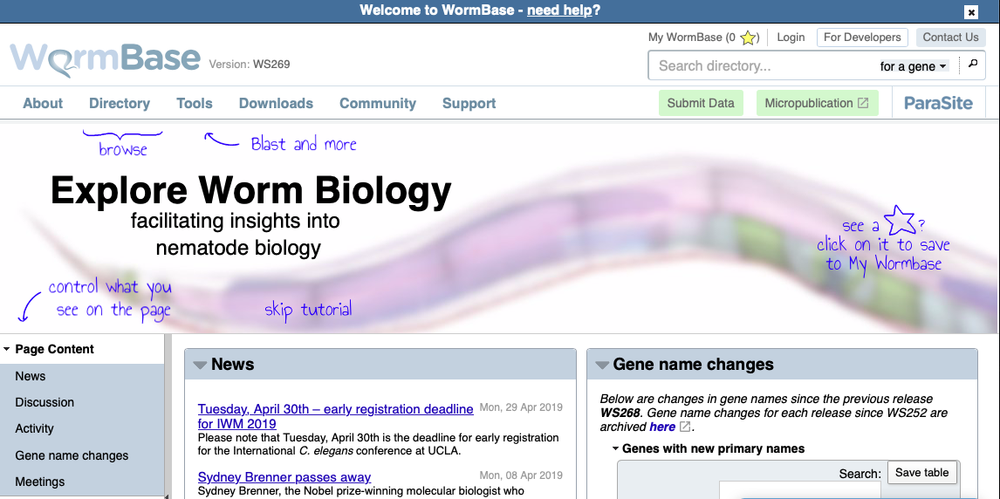 Welcome to WormBase - need help?
My WormBase (0 ) Login For Developers Contact Us
WormBase Version: WS269
Search directory... for a gene
About Directory Tools Downloads Community Support Submit Data Micropublication ParaSite
browse
Blast and more
Explore Worm Biology
facilitating insights into
nematode biology
see a ?
click on it to save
to My Wormbase
control what you
see on the page
skip tutorial
Page Content
News
Discussion
Activity
Gene name changes
Meetings
News
Tuesday, April 30th – early registration deadline Mon, 29 Apr 2019
for IWM 2019
Please note that Tuesday, April 30th is the deadline for early registration
for the International C. elegans conference at UCLA.
Sydney Brenner passes away Mon, 08 Apr 2019
Sydney Brenner, the Nobel prize-winning molecular biologist who
Gene name changes
Below are changes in gene names since the previous release
WS268. Gene name changes for each release since WS252 are
archived here .
Genes with new primary names
Search: Save table